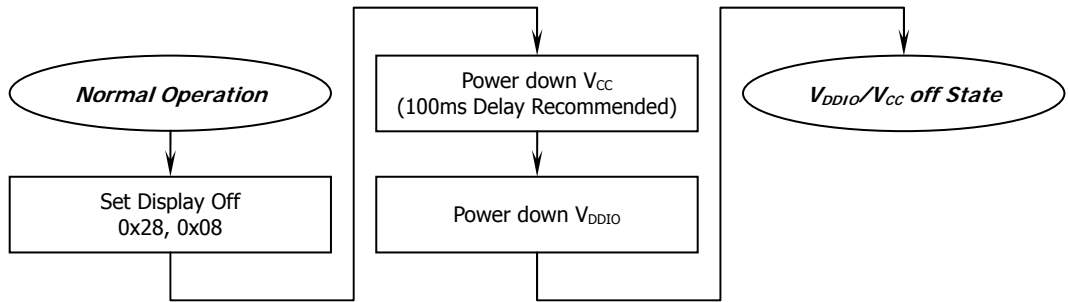 Normal Operation
Set Display Off
0x28, 0x08
Power down VCC
(100ms Delay Recommended)
Power down VDDIO
VDDIO/VCC off State